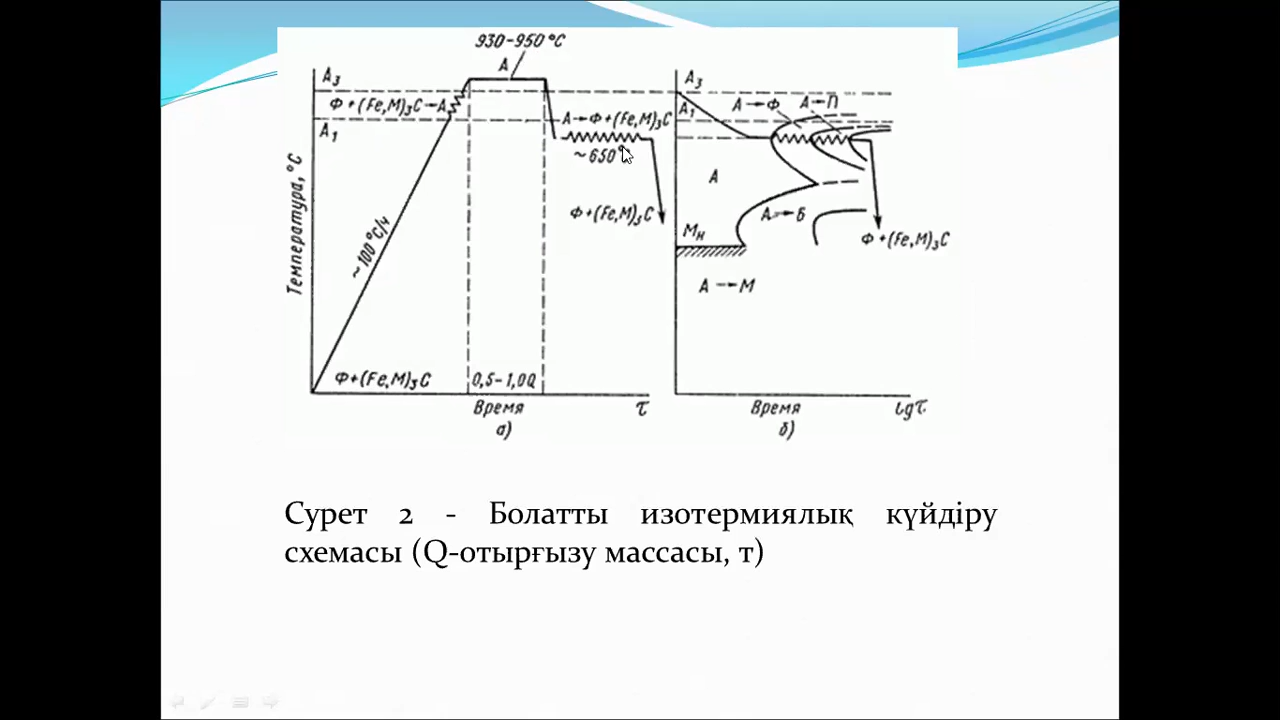 930-950°C
A
A₃
Ф+(Fe,M)₃C→A
A₁
A→Ф+(Fe,M)₃C
~650°
Ф+(Fe,M)₃C
~100°C/ч
Температура, °C
Ф+(Fe,M)₃C
0,5-1,0Q
Время
τ
а)
A₃
A₁
A→Ф
A→П
A
A→Б
Mн
Ф+(Fe,M)₃C
A→M
Время
lgτ
б)
Сурет 2 - Болатты изотермиялық күйдіру
схемасы (Q-отырғызу массасы, т)